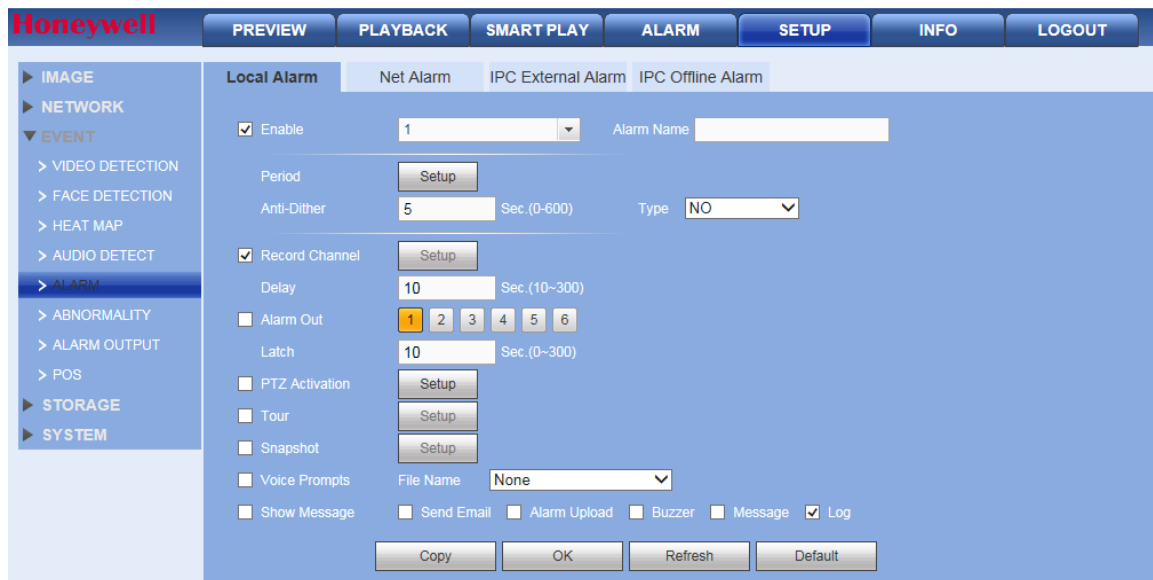 Honeywell
PREVIEW PLAYBACK SMART PLAY ALARM SETUP INFO LOGOUT
IMAGE
NETWORK
EVENT
> VIDEO DETECTION
> FACE DETECTION
> HEAT MAP
> AUDIO DETECT
> ALARM
> ABNORMALITY
> ALARM OUTPUT
> POS
STORAGE
SYSTEM
Local Alarm Net Alarm IPC External Alarm IPC Offline Alarm
Enable 1 Alarm Name
Period Setup
Anti-Dither 5 Sec.(0-600) Type NO
Record Channel Setup
Delay 10 Sec.(10~300)
Alarm Out 1 2 3 4 5 6
Latch 10 Sec.(0~300)
PTZ Activation Setup
Tour Setup
Snapshot Setup
Voice Prompts File Name None
Show Message Send Email Alarm Upload Buzzer Message Log
Copy OK Refresh Default